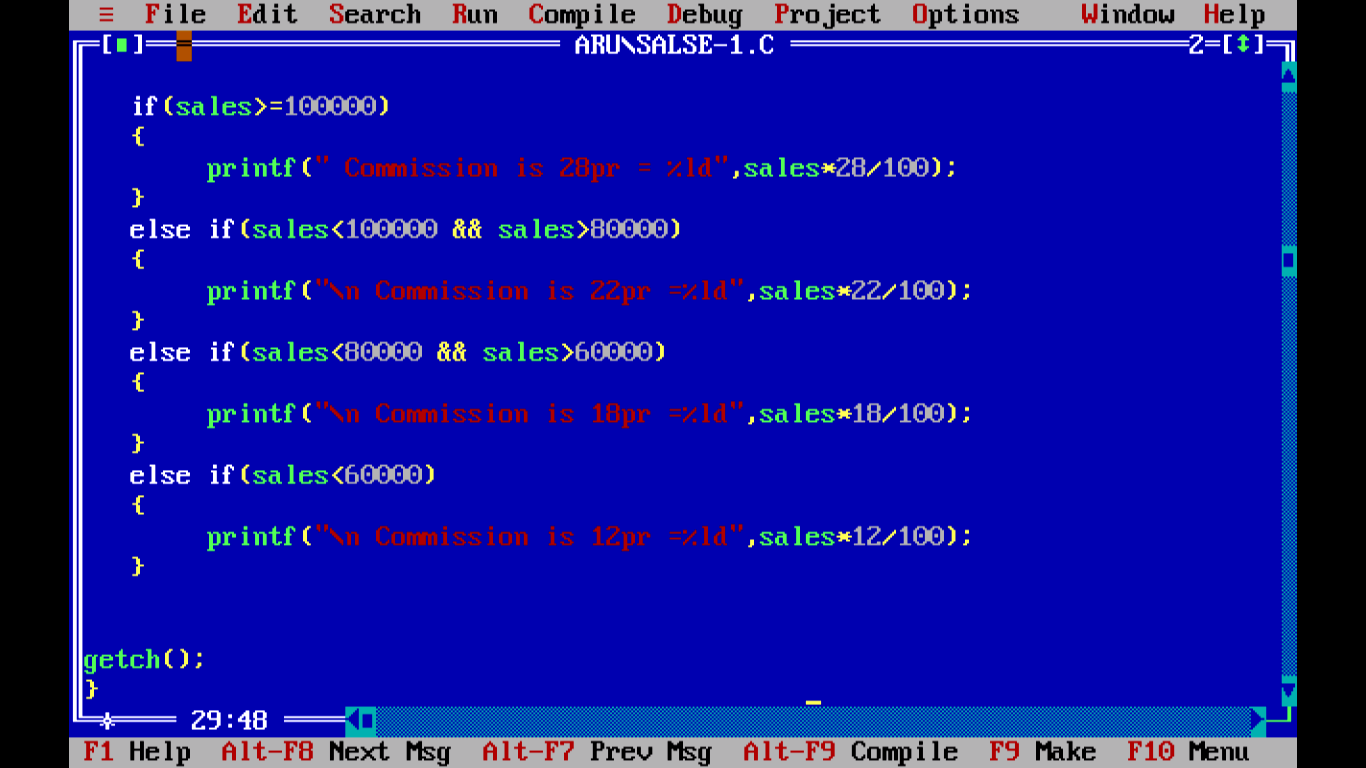 ≡ File Edit Search Run Compile Debug Project Options Window Help
[■] ARU\SALSE-1.C 2=[↕]
if(sales>=100000)
{
printf(" Commission is 28pr = %ld",sales*28/100);
}
else if(sales<100000 && sales>80000)
{
printf("\n Commission is 22pr =%ld",sales*22/100);
}
else if(sales<80000 && sales>60000)
{
printf("\n Commission is 18pr =%ld",sales*18/100);
}
else if(sales<60000)
{
printf("\n Commission is 12pr =%ld",sales*12/100);
}
getch();
}
29:48
F1 Help Alt-F8 Next Msg Alt-F7 Prev Msg Alt-F9 Compile F9 Make F10 Menu